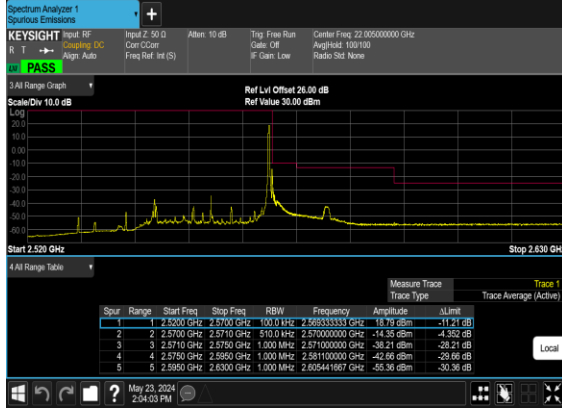 Spectrum Analyzer 1
Spurious Emissions
KEYSIGHT
R T
PASS
Input: RF
Coupling: DC
Align: Auto
Input Z: 50 Ω
Corr CCorr
Freq Ref: Int (S)
Atten: 10 dB
Trig: Free Run
Gate: Off
IF Gain: Low
Center Freq: 22.005000000 GHz
Avg|Hold: 100/100
Radio Std: None
3 All Range Graph
Scale/Div 10.0 dB
Ref Lvl Offset 26.00 dB
Ref Value 30.00 dBm
Log
20.0
10.0
0.00
-10.0
-20.0
-30.0
-40.0
-50.0
-60.0
Start 2.520 GHz
Stop 2.630 GH
4 All Range Table
Measure Trace Trace 1
Trace Type Trace Average (Active)
Spur Range Start Freq Stop Freq RBW Frequency Amplitude ΔLimit
1 1 2.5200 GHz 2.5700 GHz 100.0 kHz 2.569333333 GHz 18.79 dBm -11.21 dB
2 2 2.5700 GHz 2.5710 GHz 510.0 kHz 2.570000000 GHz -14.35 dBm -4.352 dB
3 3 2.5710 GHz 2.5750 GHz 1.000 MHz 2.571000000 GHz -38.21 dBm -28.21 dB
4 4 2.5750 GHz 2.5950 GHz 1.000 MHz 2.581100000 GHz -42.66 dBm -29.66 dB
5 5 2.5950 GHz 2.6300 GHz 1.000 MHz 2.605441667 GHz -55.36 dBm -30.36 dB
Local
May 23, 2024
2:04:03 PM